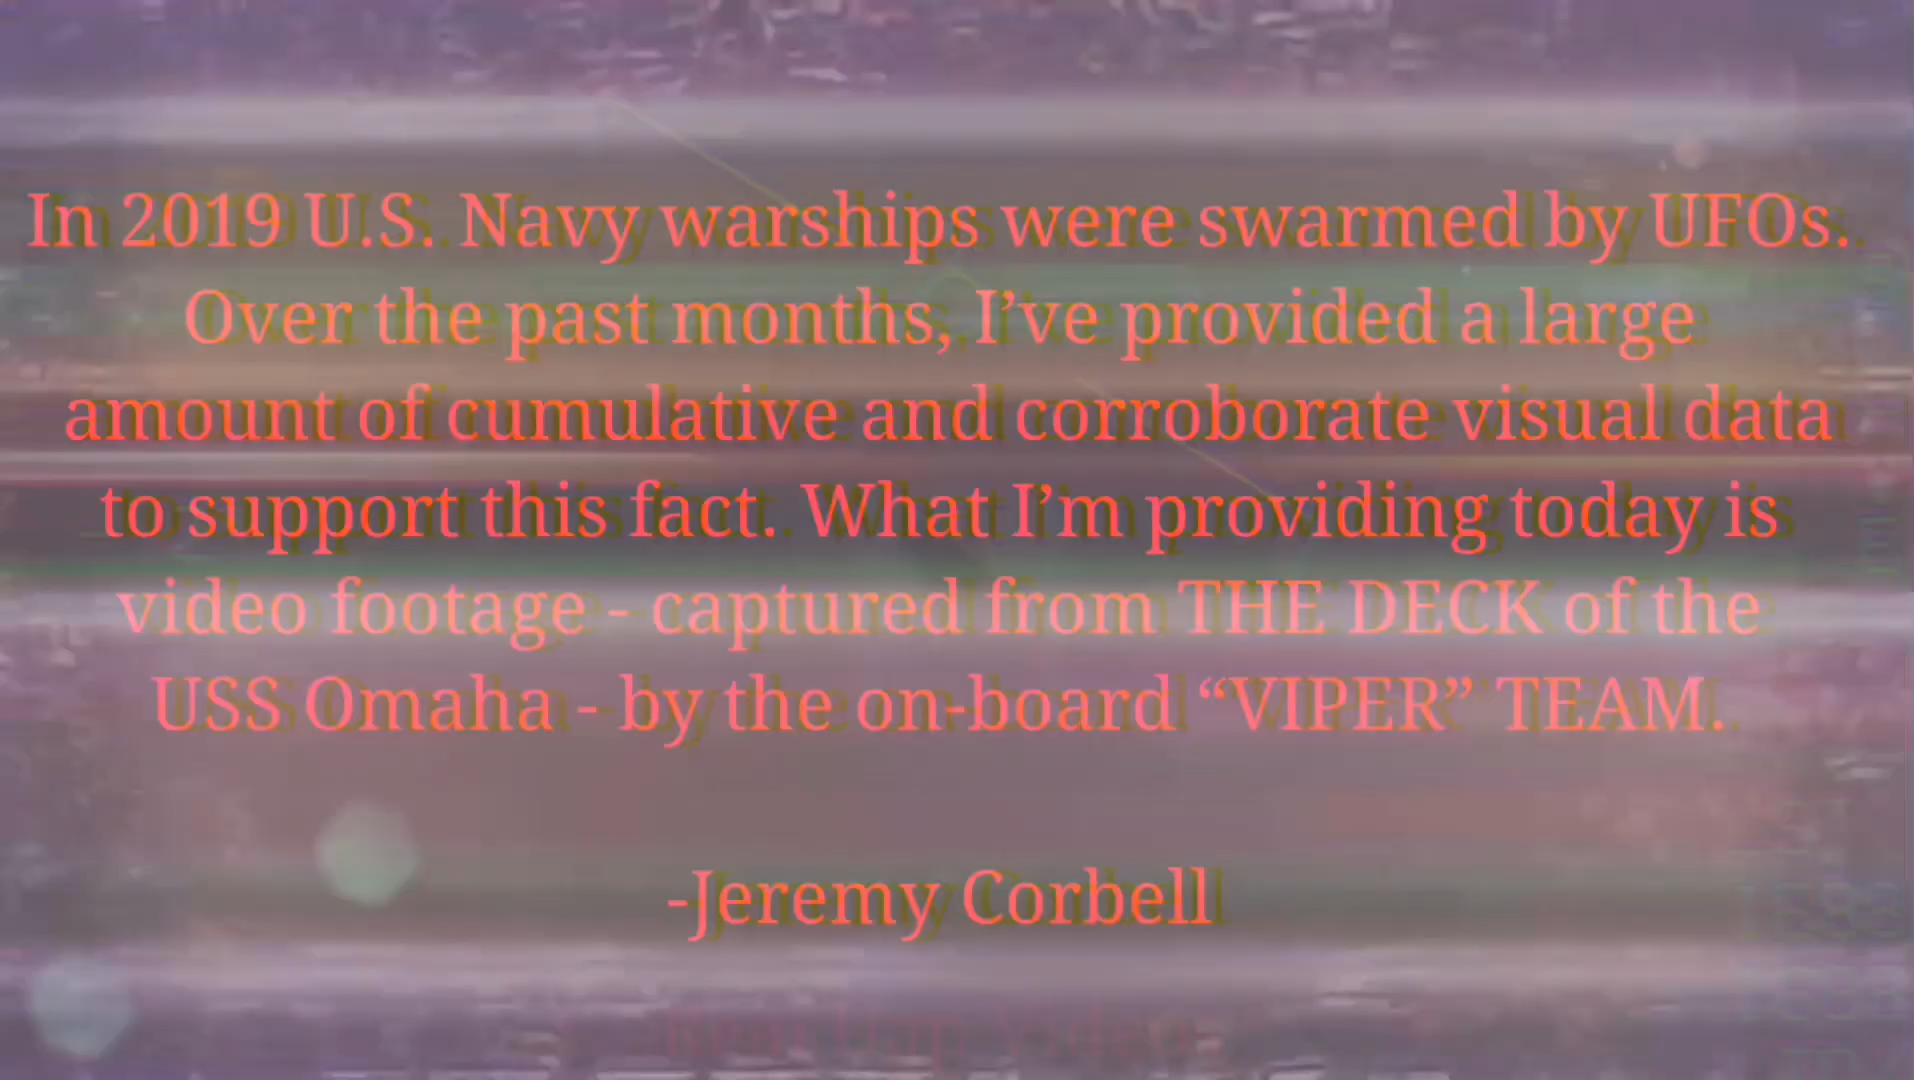 In 2019 U.S. Navy warships were swarmed by UFOs.
Over the past months, I’ve provided a large
amount of cumulative and corroborate visual data
to support this fact. What I’m providing today is
video footage - captured from THE DECK of the
USS Omaha - by the on-board “VIPER” TEAM.
-Jeremy Corbell